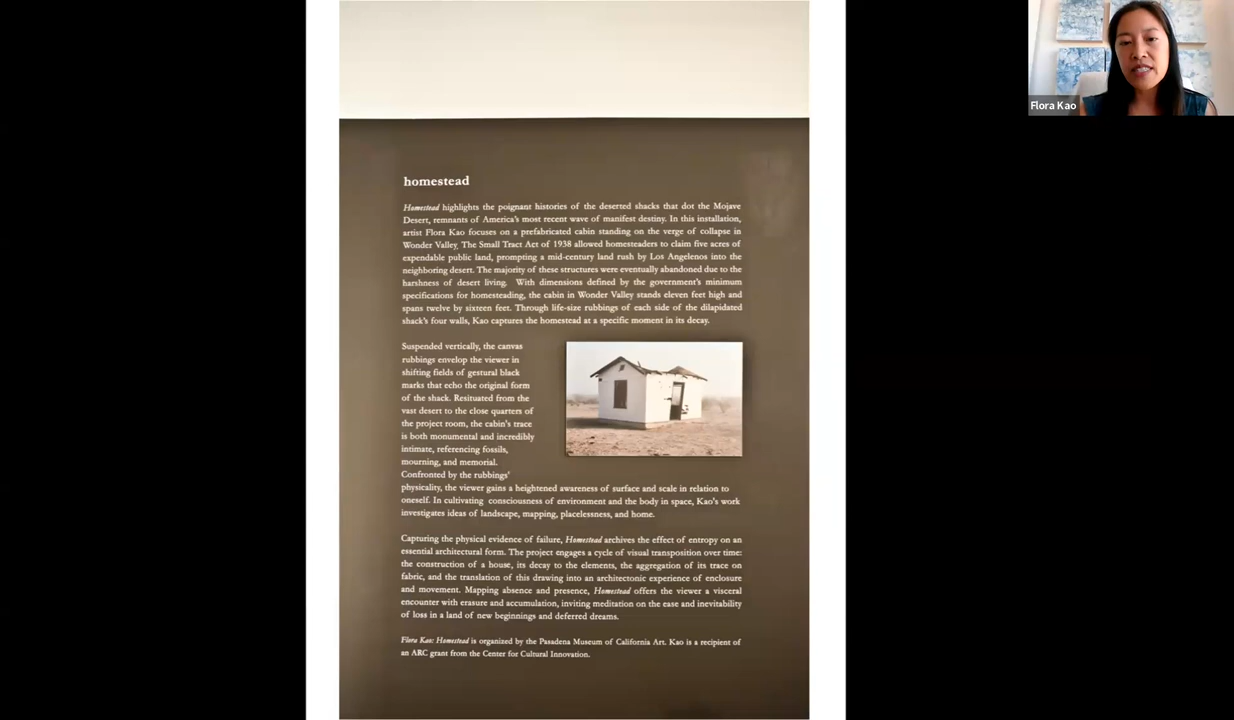 homestead
Homestead highlights the poignant histories of the deserted shacks that dot the Mojave
Desert, remnants of America's most recent wave of manifest destiny. In this installation,
artist Flora Kao focuses on a prefabricated cabin standing on the verge of collapse in
Wonder Valley. The Small Tract Act of 1938 allowed homesteaders to claim five acres of
expendable public land, prompting a mid-century land rush by Los Angelenos into the
neighboring desert. The majority of these structures were eventually abandoned due to the
harshness of desert living. With dimensions defined by the government's minimum
specifications for homesteading, the cabin in Wonder Valley stands eleven feet high and
spans twelve by sixteen feet. Through life-size rubbings of each side of the dilapidated
shack's four walls, Kao captures the homestead at a specific moment in its decay.
Suspended vertically, the canvas
rubbings envelop the viewer in
shifting fields of gestural black
marks that echo the original form
of the shack. Resituated from the
vast desert to the close quarters of
the project room, the cabin's trace
is both monumental and incredibly
intimate, referencing fossils,
mourning, and memorial.
Confronted by the rubbings'
physicality, the viewer gains a heightened awareness of surface and scale in relation to
oneself. In cultivating consciousness of environment and the body in space, Kao's work
investigates ideas of landscape, mapping, placelessness, and home.
Capturing the physical evidence of failure, Homestead archives the effect of entropy on an
essential architectural form. The project engages a cycle of visual transposition over time:
the construction of a house, its decay to the elements, the aggregation of its trace on
fabric, and the translation of this drawing into an architectonic experience of enclosure
and movement. Mapping absence and presence, Homestead offers the viewer a visceral
encounter with erasure and accumulation, inviting meditation on the ease and inevitability
of loss in a land of new beginnings and deferred dreams.
Flora Kao: Homestead is organized by the Pasadena Museum of California Art. Kao is a recipient of
an ARC grant from the Center for Cultural Innovation.
Flora Kao